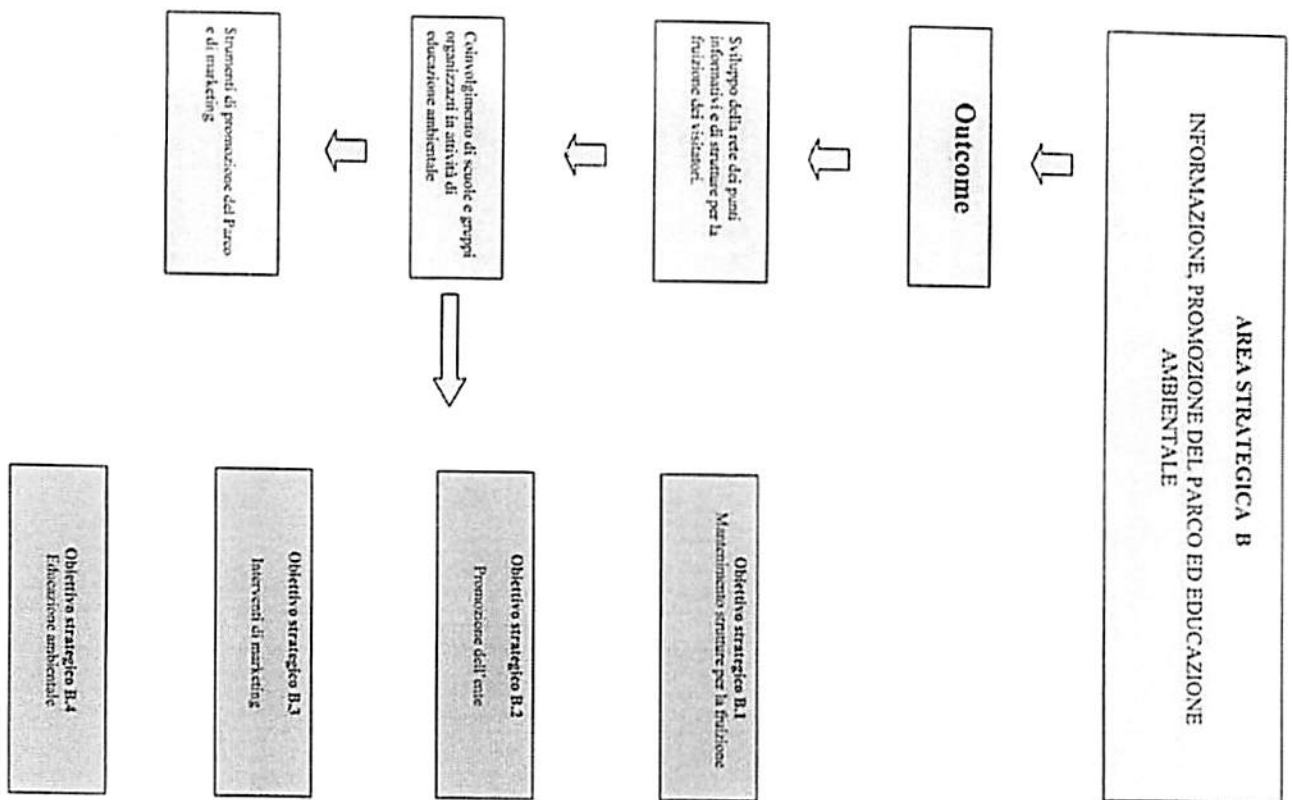 AREA STRATEGICA B
INFORMAZIONE, PROMOZIONE DEL PARCO ED EDUCAZIONE
AMBIENTALE
Outcome
Sviluppo della rete dei punti
informativi e di strutture per la
fruizione dei visitatori.
Coinvolgimento di scuole e gruppi
organizzati in attività di
educazione ambientale
Strumenti di promozione del Parco
e di marketing
Obiettivo strategico B.1
Mantenimento strutture per la fruizione
Obiettivo strategico B.2
Promozione dell'ente
Obiettivo strategico B.3
Interventi di marketing
Obiettivo strategico B.4
Educazione ambientale